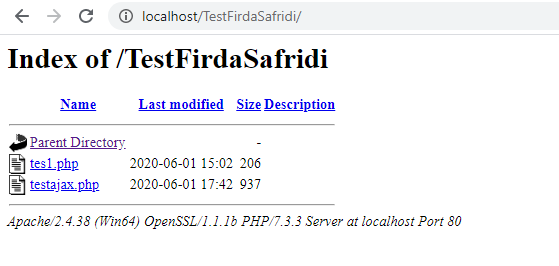 localhost/TestFirdaSafridi/
Index of /TestFirdaSafridi
Name Last modified Size Description
Parent Directory -
tes1.php 2020-06-01 15:02 206
testajax.php 2020-06-01 17:42 937
Apache/2.4.38 (Win64) OpenSSL/1.1.1b PHP/7.3.3 Server at localhost Port 80